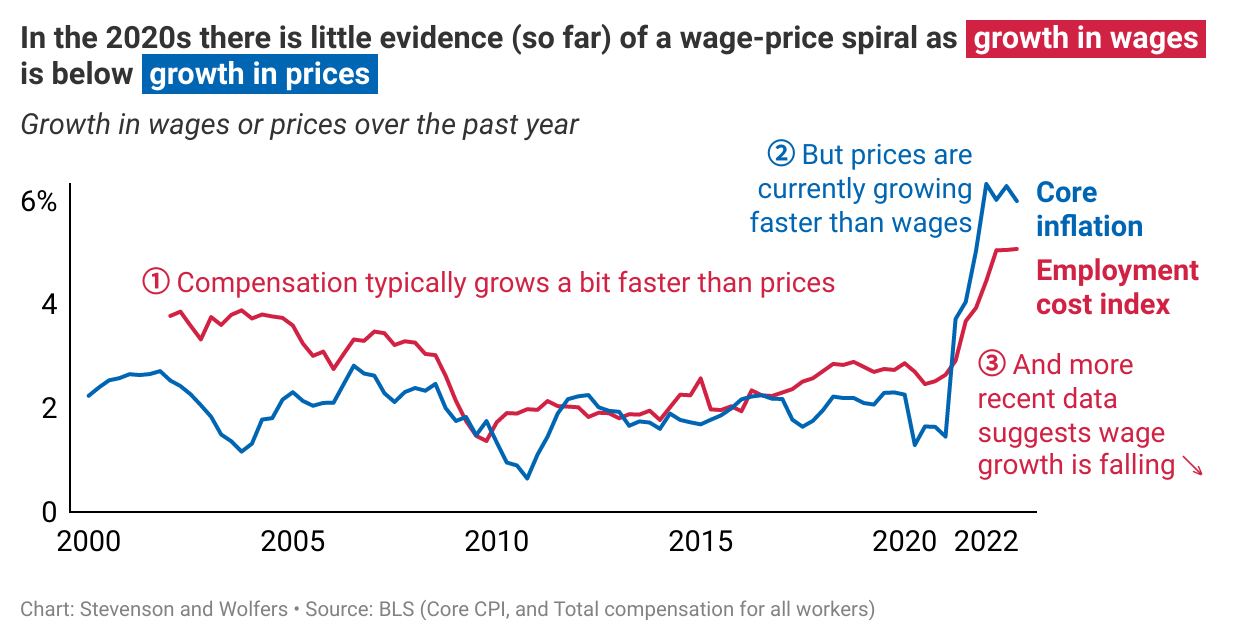 In the 2020s there is little evidence (so far) of a wage-price spiral as growth in wages
is below growth in prices
Growth in wages or prices over the past year
② But prices are
currently growing
faster than wages
Core
inflation
6%
① Compensation typically grows a bit faster than prices
Employment
cost index
4
③ And more
recent data
suggests wage
growth is falling ↘
2
0
2000 2005 2010 2015 2020 2022
Chart: Stevenson and Wolfers • Source: BLS (Core CPI, and Total compensation for all workers)